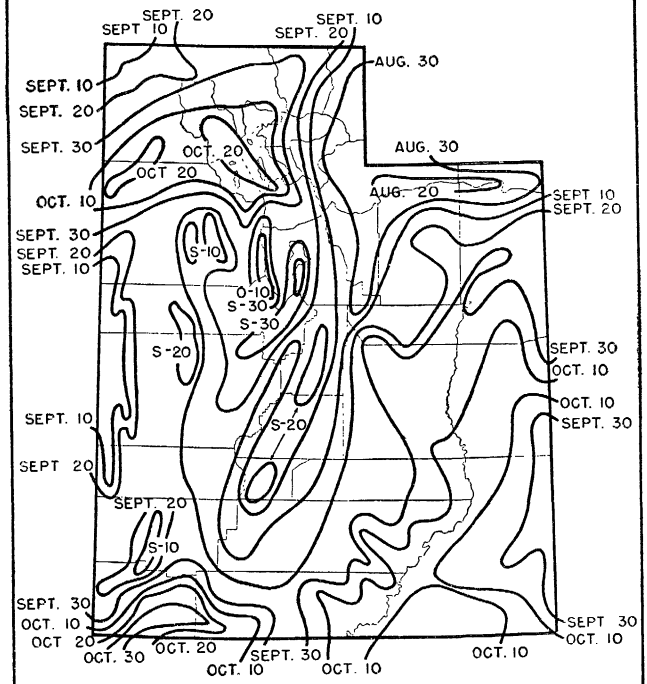 SEPT. 20
SEPT 10
SEPT. 10
SEPT. 20
AUG. 30
SEPT. 10
SEPT. 20
SEPT. 30
OCT. 20
OCT 20
AUG. 30
AUG. 20
SEPT 10
SEPT. 20
OCT. 10
SEPT. 30
SEPT. 20
SEPT. 10
S-10
O-10
S-30
S-30
S-20
SEPT. 30
OCT. 10
OCT. 10
SEPT. 30
SEPT. 10
S-20
SEPT 20
SEPT. 20
S-10
SEPT. 30
OCT. 10
OCT 20
OCT. 30
OCT. 20
OCT. 10
SEPT. 30
OCT. 10
OCT. 10
SEPT 30
OCT. 10